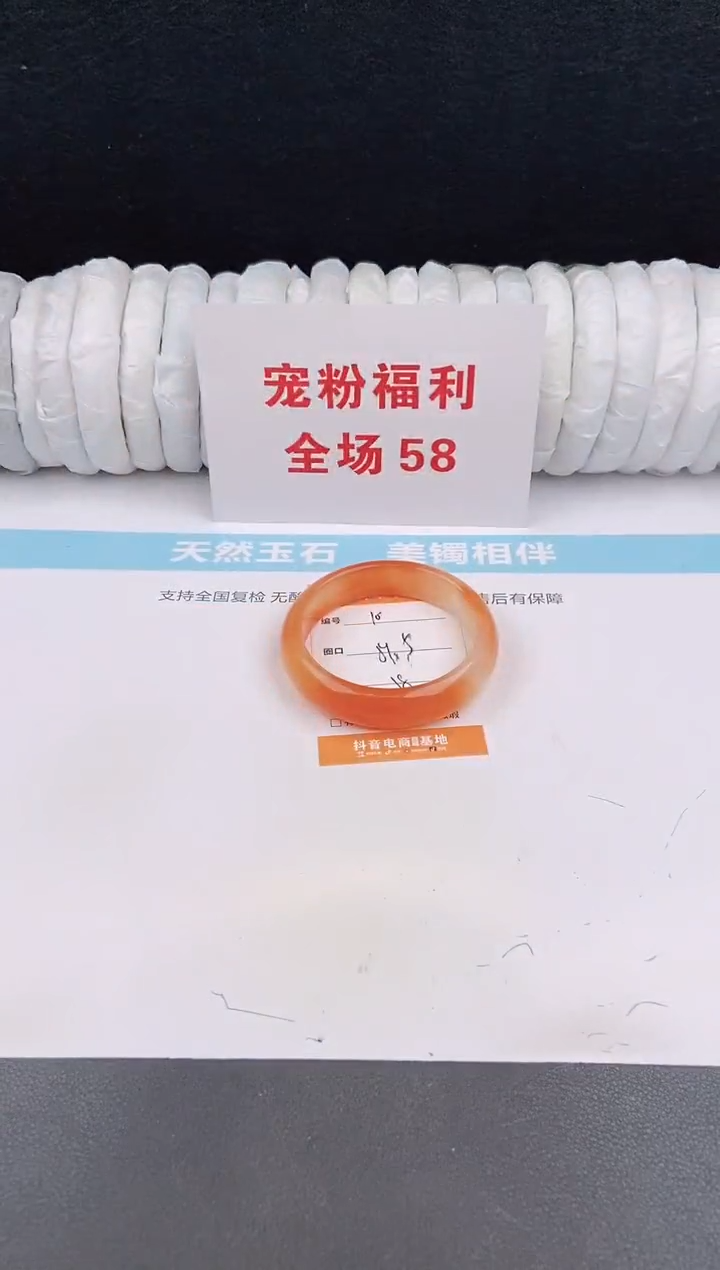 宠粉福利
全场58
天然玉石 美镯相伴
支持全国复检 无酸 售后有保障
编号
圈口
抖音电商 基地